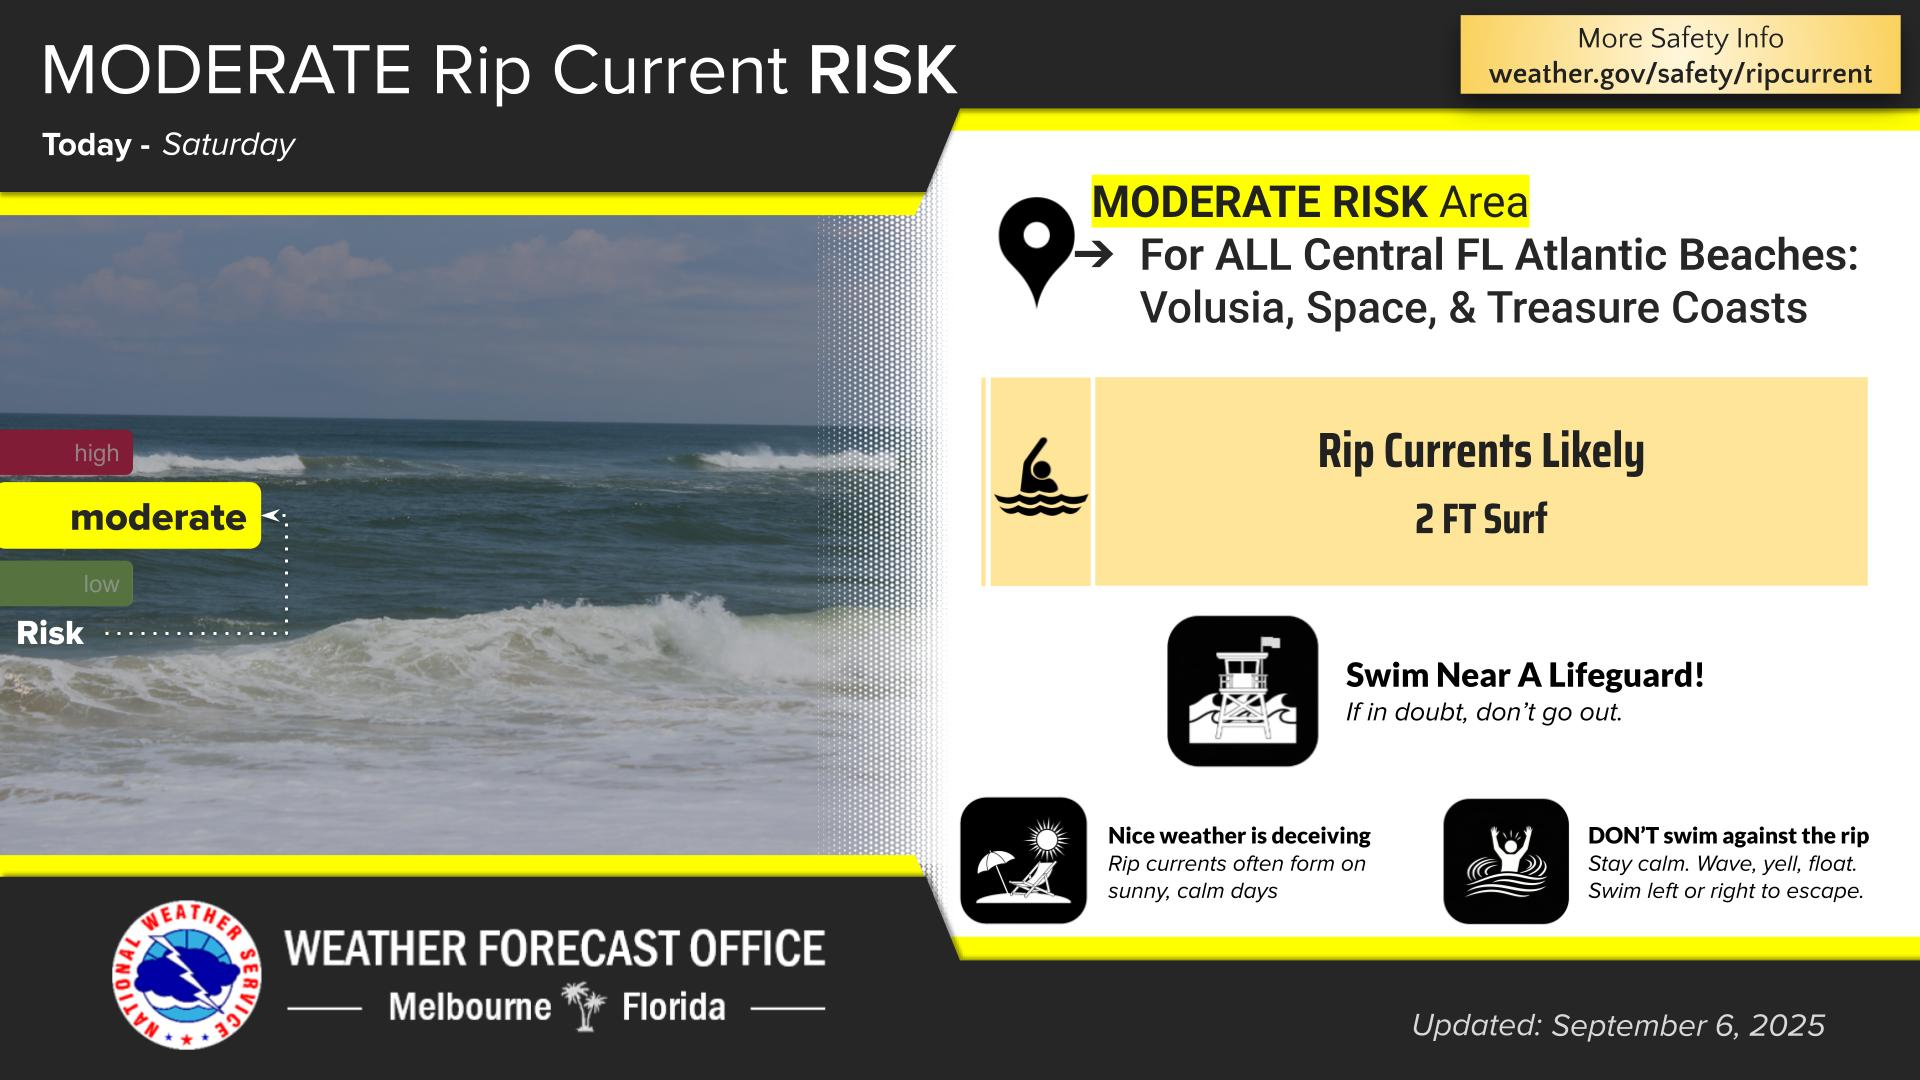 MODERATE Rip Current RISK
Today - Saturday
More Safety Info
weather.gov/safety/ripcurrent
high
moderate
low
Risk
MODERATE RISK Area
➔ For ALL Central FL Atlantic Beaches:
Volusia, Space, & Treasure Coasts
Rip Currents Likely
2 FT Surf
Swim Near A Lifeguard!
If in doubt, don't go out.
Nice weather is deceiving
Rip currents often form on
sunny, calm days
DON'T swim against the rip
Stay calm. Wave, yell, float.
Swim left or right to escape.
NATIONAL WEATHER SERVICE
WEATHER FORECAST OFFICE
Melbourne Florida
Updated: September 6, 2025